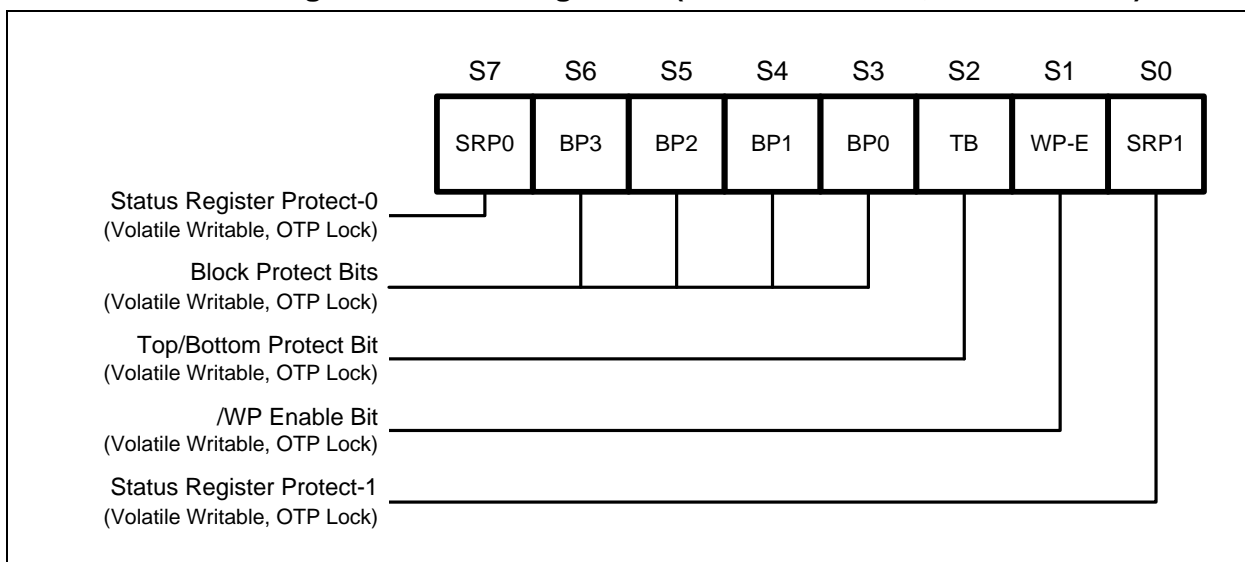 S7 S6 S5 S4 S3 S2 S1 S0
SRP0 BP3 BP2 BP1 BP0 TB WP-E SRP1
Status Register Protect-0
(Volatile Writable, OTP Lock)
Block Protect Bits
(Volatile Writable, OTP Lock)
Top/Bottom Protect Bit
(Volatile Writable, OTP Lock)
/WP Enable Bit
(Volatile Writable, OTP Lock)
Status Register Protect-1
(Volatile Writable, OTP Lock)